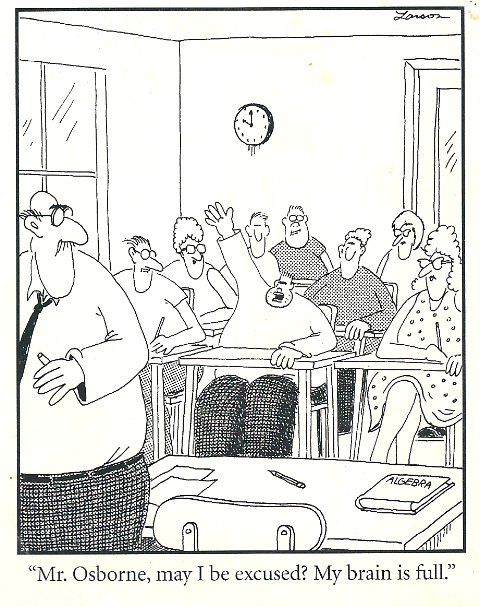 Larson
ALGEBRA
“Mr. Osborne, may I be excused? My brain is full.”